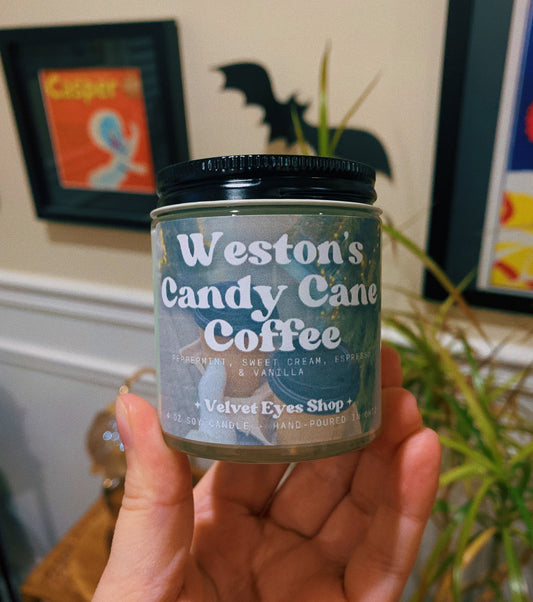 Casper
Weston's
Candy Cane
Coffee
PEPPERMINT, SWEET CREAM, ESPRESSO
& VANILLA
+ Velvet Eyes Shop +
4 OZ SOY CANDLE - HAND-POURED IN